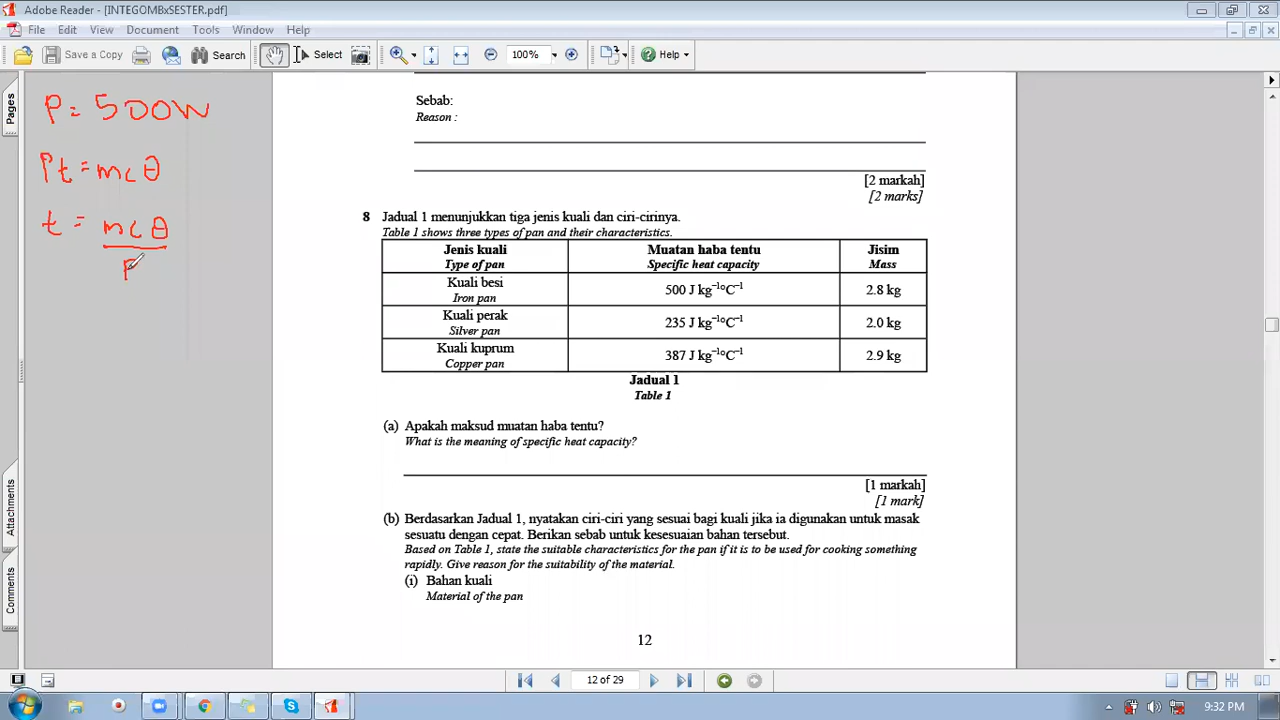 Adobe Reader - [INTEGOMBxSESTER.pdf]
File Edit View Document Tools Window Help
Save a Copy Search Select 100% Help
Pages
Attachments
Comments
P = 500W
Pt = mcθ
t = mcθ
P
Sebab:
Reason :
[2 markah]
[2 marks]
8 Jadual 1 menunjukkan tiga jenis kuali dan ciri-cirinya.
Table 1 shows three types of pan and their characteristics.
Jenis kuali Muatan haba tentu Jisim
Type of pan Specific heat capacity Mass
Kuali besi
Iron pan 500 J kg⁻¹°C⁻¹ 2.8 kg
Kuali perak
Silver pan 235 J kg⁻¹°C⁻¹ 2.0 kg
Kuali kuprum
Copper pan 387 J kg⁻¹°C⁻¹ 2.9 kg
Jadual 1
Table 1
(a) Apakah maksud muatan haba tentu?
What is the meaning of specific heat capacity?
[1 markah]
[1 mark]
(b) Berdasarkan Jadual 1, nyatakan ciri-ciri yang sesuai bagi kuali jika ia digunakan untuk masak
sesuatu dengan cepat. Berikan sebab untuk kesesuaian bahan tersebut.
Based on Table 1, state the suitable characteristics for the pan if it is to be used for cooking something
rapidly. Give reason for the suitability of the material.
(i) Bahan kuali
Material of the pan
12
12 of 29
9:32 PM